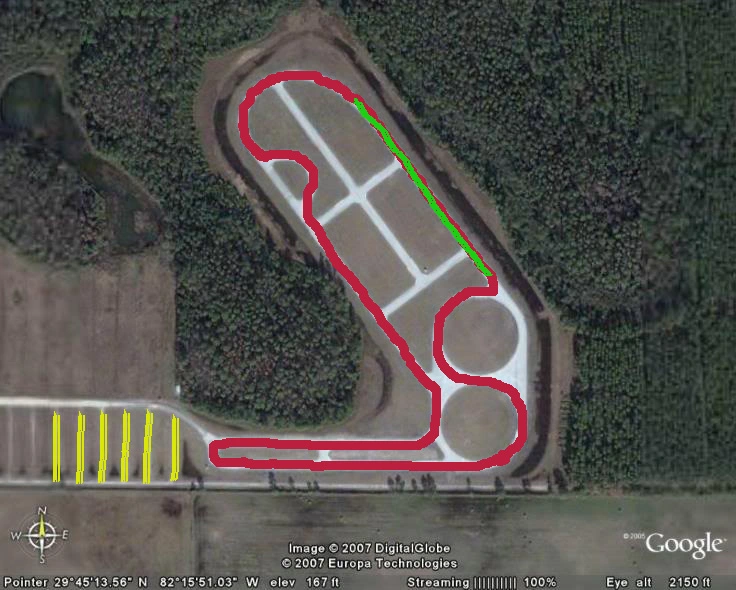 N
W E
S
Image © 2007 DigitalGlobe
© 2007 Europa Technologies
© 2005 Google
Pointer 29°45'13.56" N 82°15'51.03" W elev 167 ft Streaming |||||||||| 100% Eye alt 2150 ft